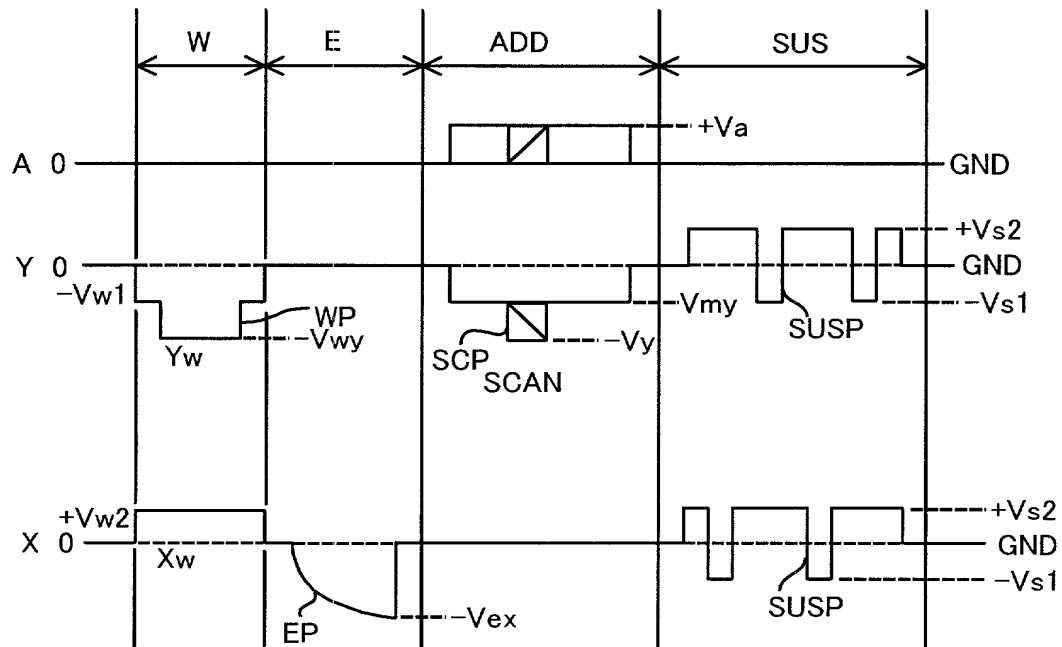 W E ADD SUS
+Va
A 0 GND
+Vs2
Y 0 GND
-Vw1 WP Vmy SUSP -Vs1
Yw -Vwy SCP -Vy
SCAN
+Vw2 +Vs2
X 0 GND
Xw -Vs1
EP -Vex SUSP